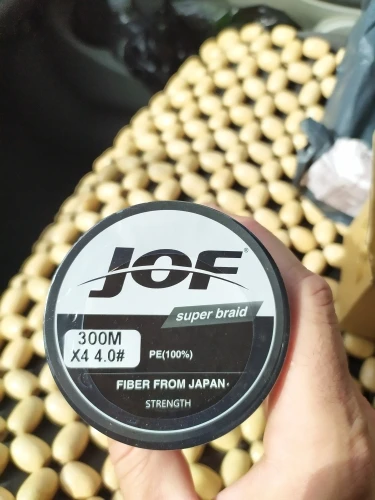 JOF®
super braid
300M
X4 4.0#
PE(100%)
FIBER FROM JAPAN·
STRENGTH